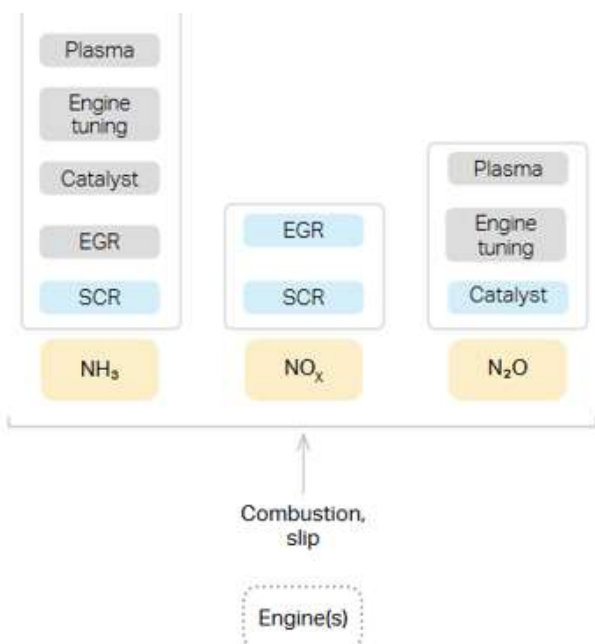 Plasma
Engine
tuning
Catalyst
EGR
SCR
NH₃
EGR
SCR
NOₓ
Plasma
Engine
tuning
Catalyst
N₂O
Combustion,
slip
Engine(s)